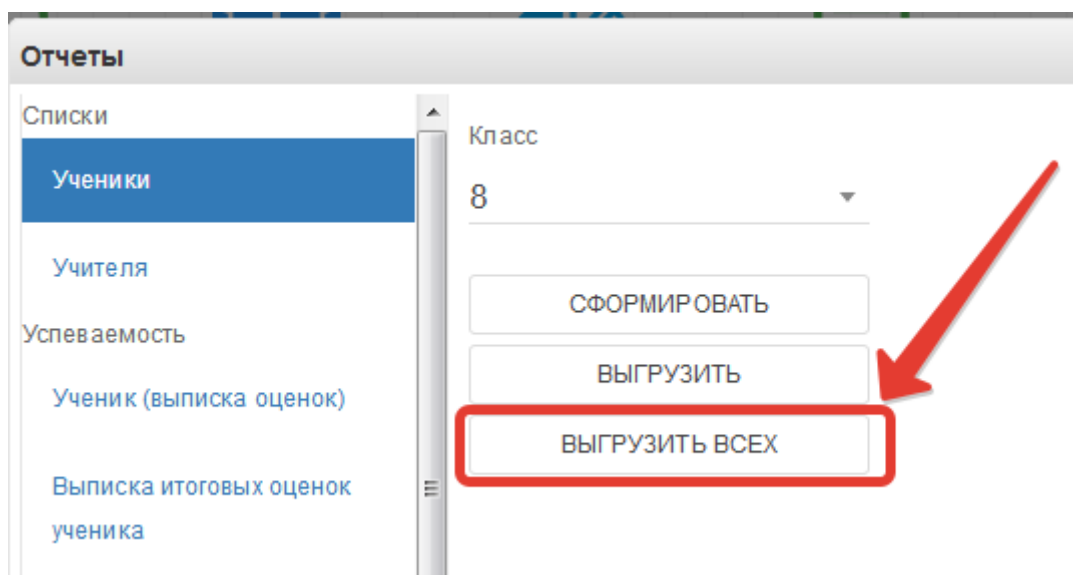 Отчеты
Списки
Ученики
Учителя
Успеваемость
Ученик (выписка оценок)
Выписка итоговых оценок
ученика
Класс
8
СФОРМИРОВАТЬ
ВЫГРУЗИТЬ
ВЫГРУЗИТЬ ВСЕХ